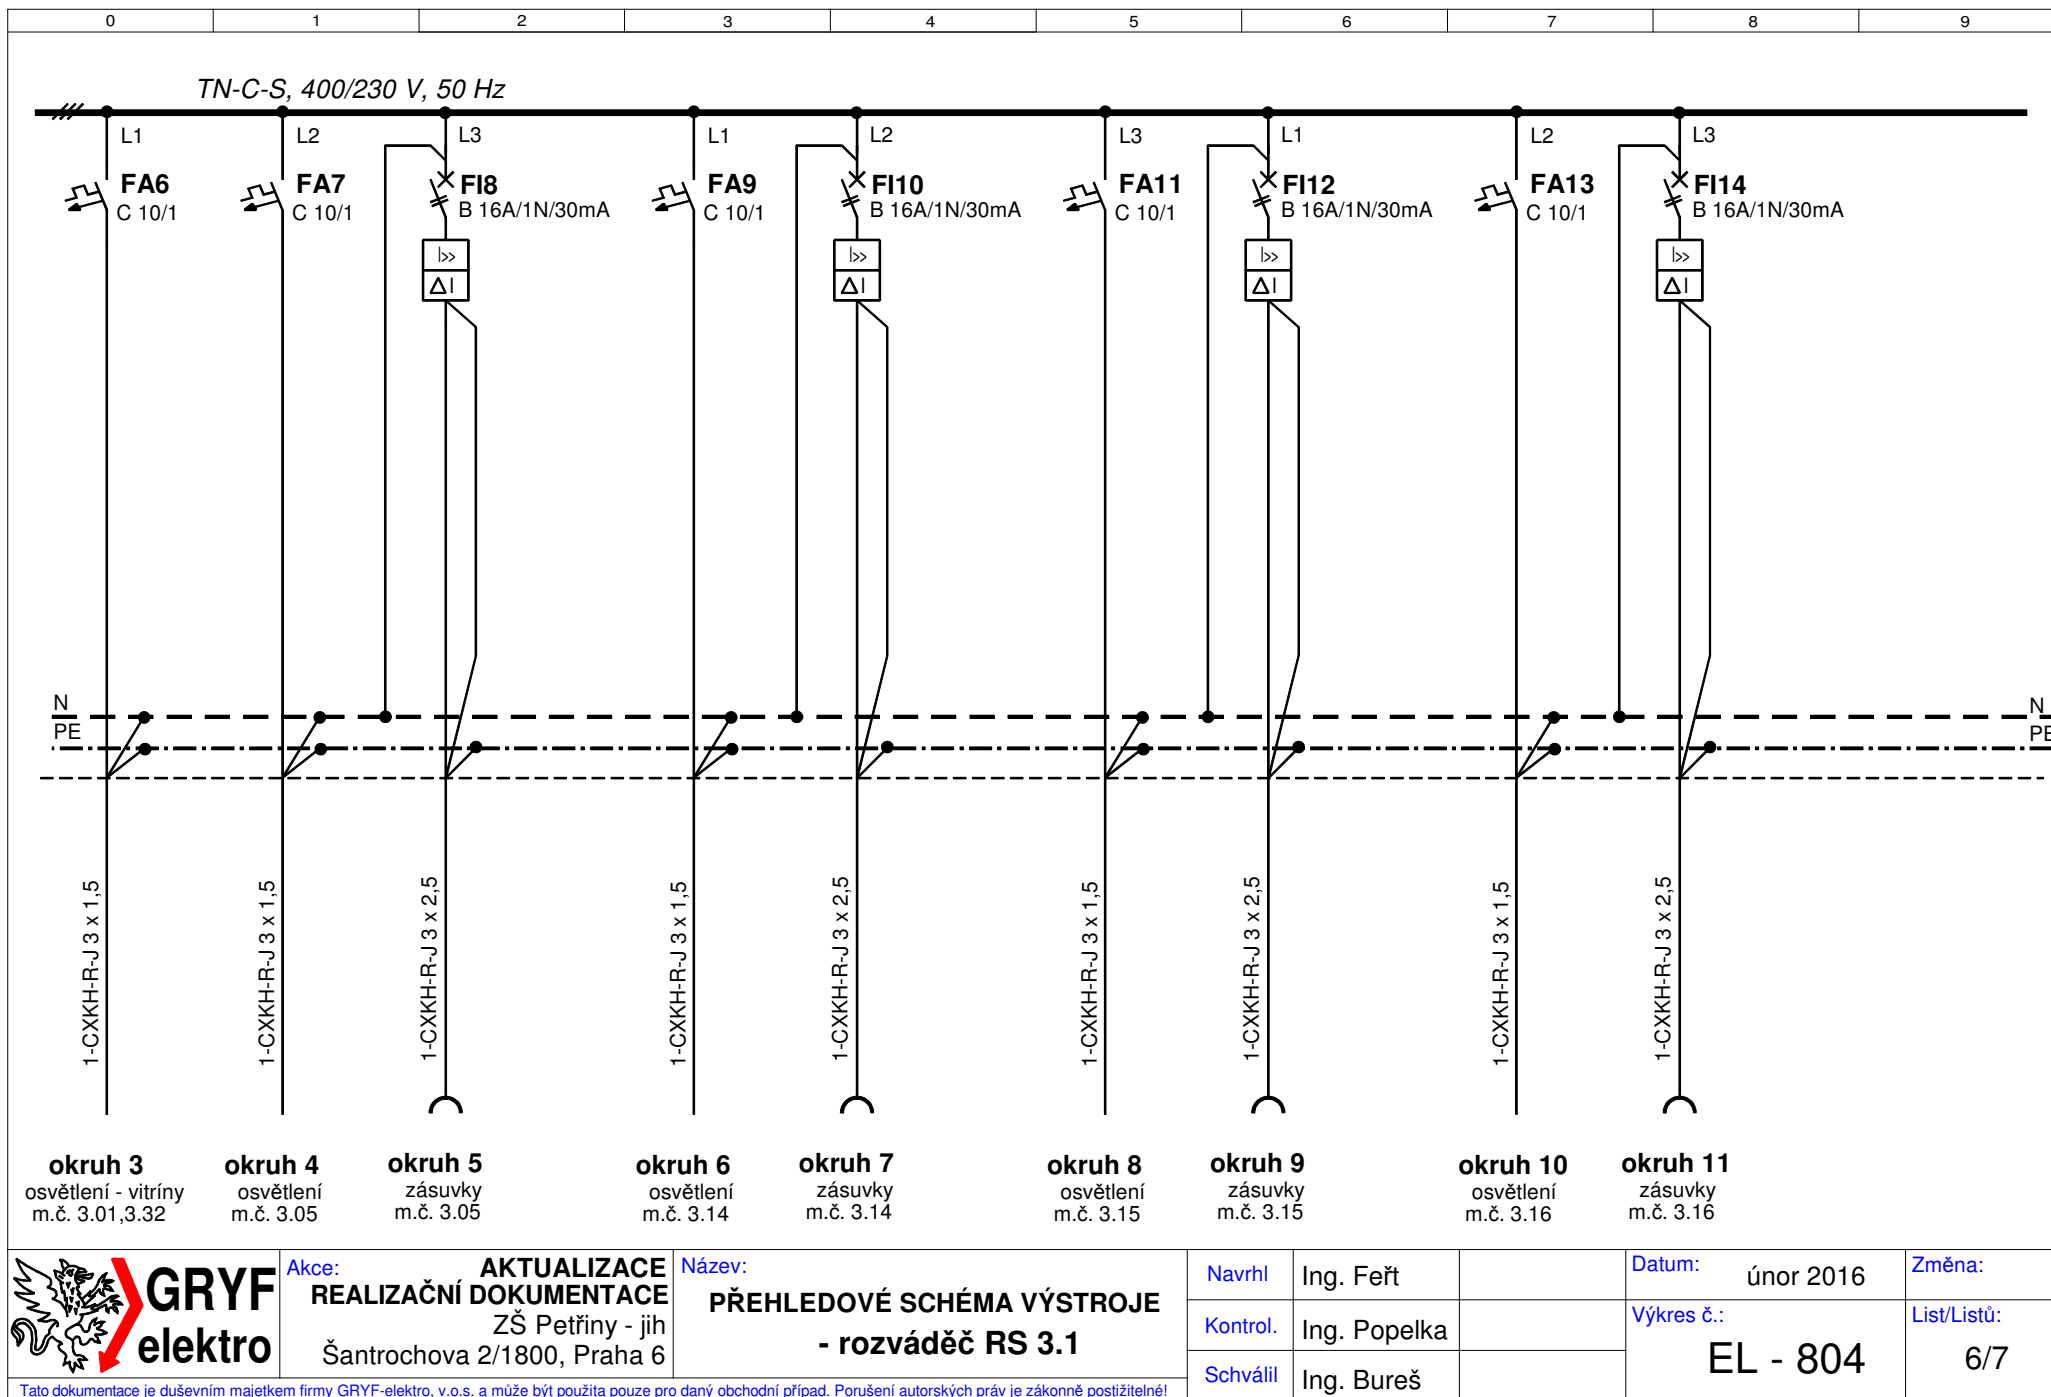 0 1 2 3 4 5 6 7 8 9
TN-C-S, 400/230 V, 50 Hz
L1 L2 L3 L1 L2 L3 L1 L2 L3
FA6 FA7 FI8 FA9 FI10 FA11 FI12 FA13 FI14
C 10/1 C 10/1 B 16A/1N/30mA C 10/1 B 16A/1N/30mA C 10/1 B 16A/1N/30mA C 10/1 B 16A/1N/30mA
I>> I>> I>> I>>
Δ I Δ I Δ I Δ I
N N
PE PE
1-CXKH-R-J 3 x 1,5
1-CXKH-R-J 3 x 1,5
1-CXKH-R-J 3 x 2,5
1-CXKH-R-J 3 x 1,5
1-CXKH-R-J 3 x 2,5
1-CXKH-R-J 3 x 1,5
1-CXKH-R-J 3 x 2,5
1-CXKH-R-J 3 x 1,5
1-CXKH-R-J 3 x 2,5
okruh 3
osvětlení - vitríny
m.č. 3.01,3.32
okruh 4
osvětlení
m.č. 3.05
okruh 5
zásuvky
m.č. 3.05
okruh 6
osvětlení
m.č. 3.14
okruh 7
zásuvky
m.č. 3.14
okruh 8
osvětlení
m.č. 3.15
okruh 9
zásuvky
m.č. 3.15
okruh 10
osvětlení
m.č. 3.16
okruh 11
zásuvky
m.č. 3.16
GRYF
elektro
Akce: AKTUALIZACE
REALIZAČNÍ DOKUMENTACE
ZŠ Petřiny - jih
Šantrochova 2/1800, Praha 6
Název:
PŘEHLEDOVÉ SCHÉMA VÝSTROJE
- rozváděč RS 3.1
Navrhl Ing. Feřt
Kontrol. Ing. Popelka
Schválil Ing. Bureš
Datum: únor 2016
Výkres č.:
EL - 804
Změna:
List/Listů:
6/7
Tato dokumentace je duševním majetkem firmy GRYF-elektro, v.o.s. a může být použita pouze pro daný obchodní případ. Porušení autorských práv je zákonně postižitelné!